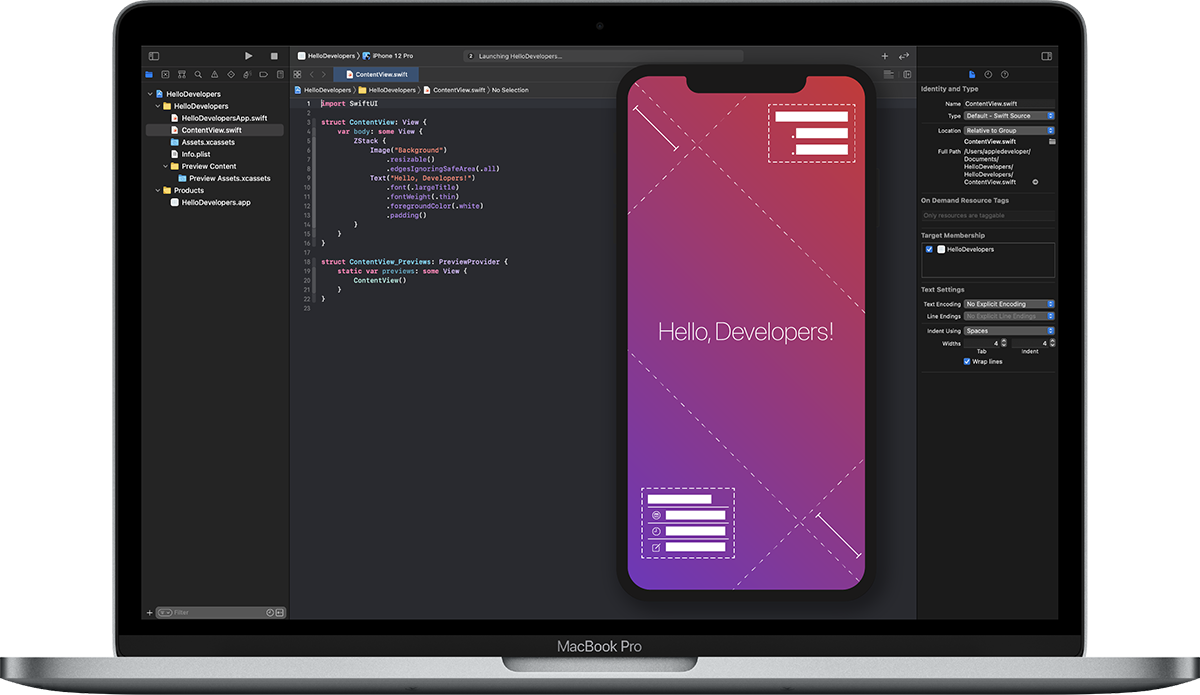 HelloDevelopers
HelloDevelopers
HelloDevelopersApp.swift
ContentView.swift
Assets.xcassets
Info.plist
Preview Content
Preview Assets.xcassets
Products
HelloDevelopers.app
Filter
HelloDevelopers
iPhone 12 Pro
2
Launching HelloDevelopers...
ContentView.swift
HelloDevelopers
HelloDevelopers
ContentView.swift
No Selection
1 import SwiftUI
2
3 struct ContentView: View {
4 var body: some View {
5 ZStack {
6 Image("Background")
7 .resizable()
8 .edgesIgnoringSafeArea(.all)
9 Text("Hello, Developers!")
10 .font(.largeTitle)
11 .fontWeight(.thin)
12 .foregroundColor(.white)
13 .padding()
14 }
15 }
16 }
17
18 struct ContentView_Previews: PreviewProvider {
19 static var previews: some View {
20 ContentView()
21 }
22 }
23
Hello, Developers!
Identity and Type
Name ContentView.swift
Type Default - Swift Source
Location Relative to Group
ContentView.swift
Full Path /Users/appledeveloper/
Documents/
HelloDevelopers/
HelloDevelopers/
ContentView.swift
On Demand Resource Tags
Only resources are taggable
Target Membership
HelloDevelopers
Text Settings
Text Encoding No Explicit Encoding
Line Endings No Explicit Line Endings
Indent Using Spaces
Widths 4 4
Tab Indent
Wrap lines
MacBook Pro